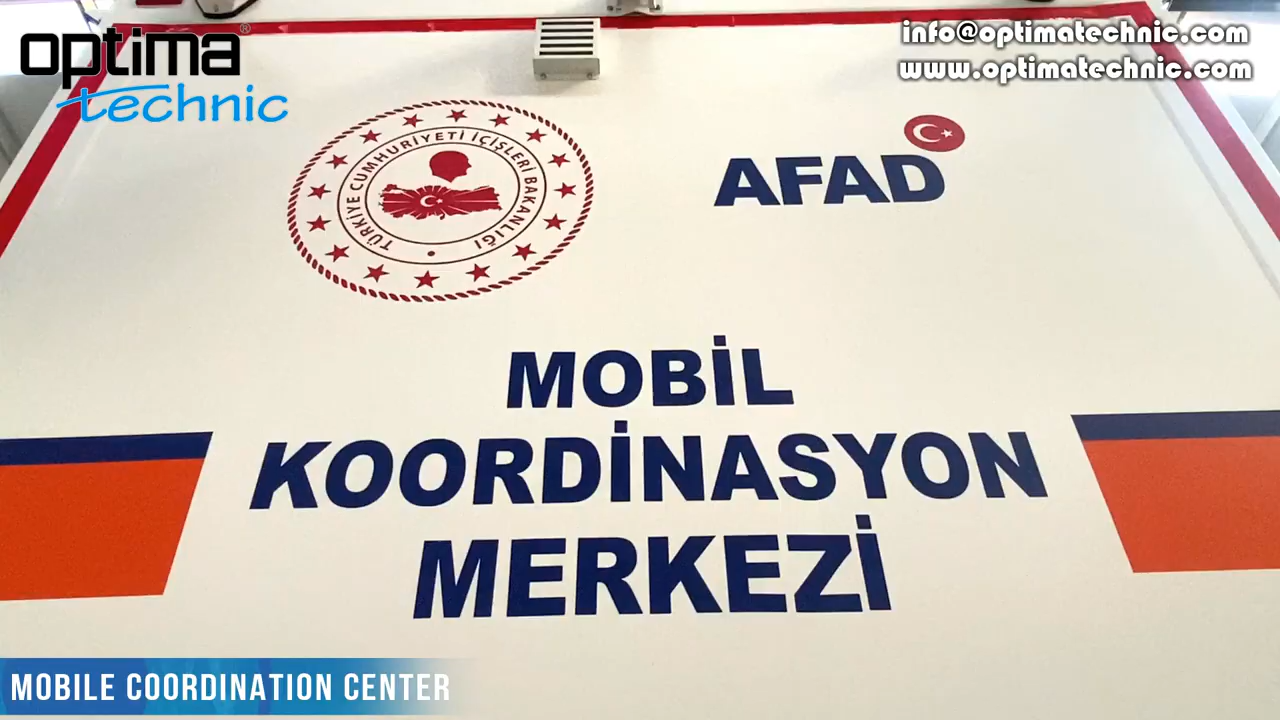 optima®
technic
info@optimatechnic.com
www.optimatechnic.com
TÜRKİYE CUMHURİYETİ İÇİŞLERİ BAKANLIĞI
AFAD
MOBİL
KOORDİNASYON
MERKEZİ
MOBILE COORDINATION CENTER